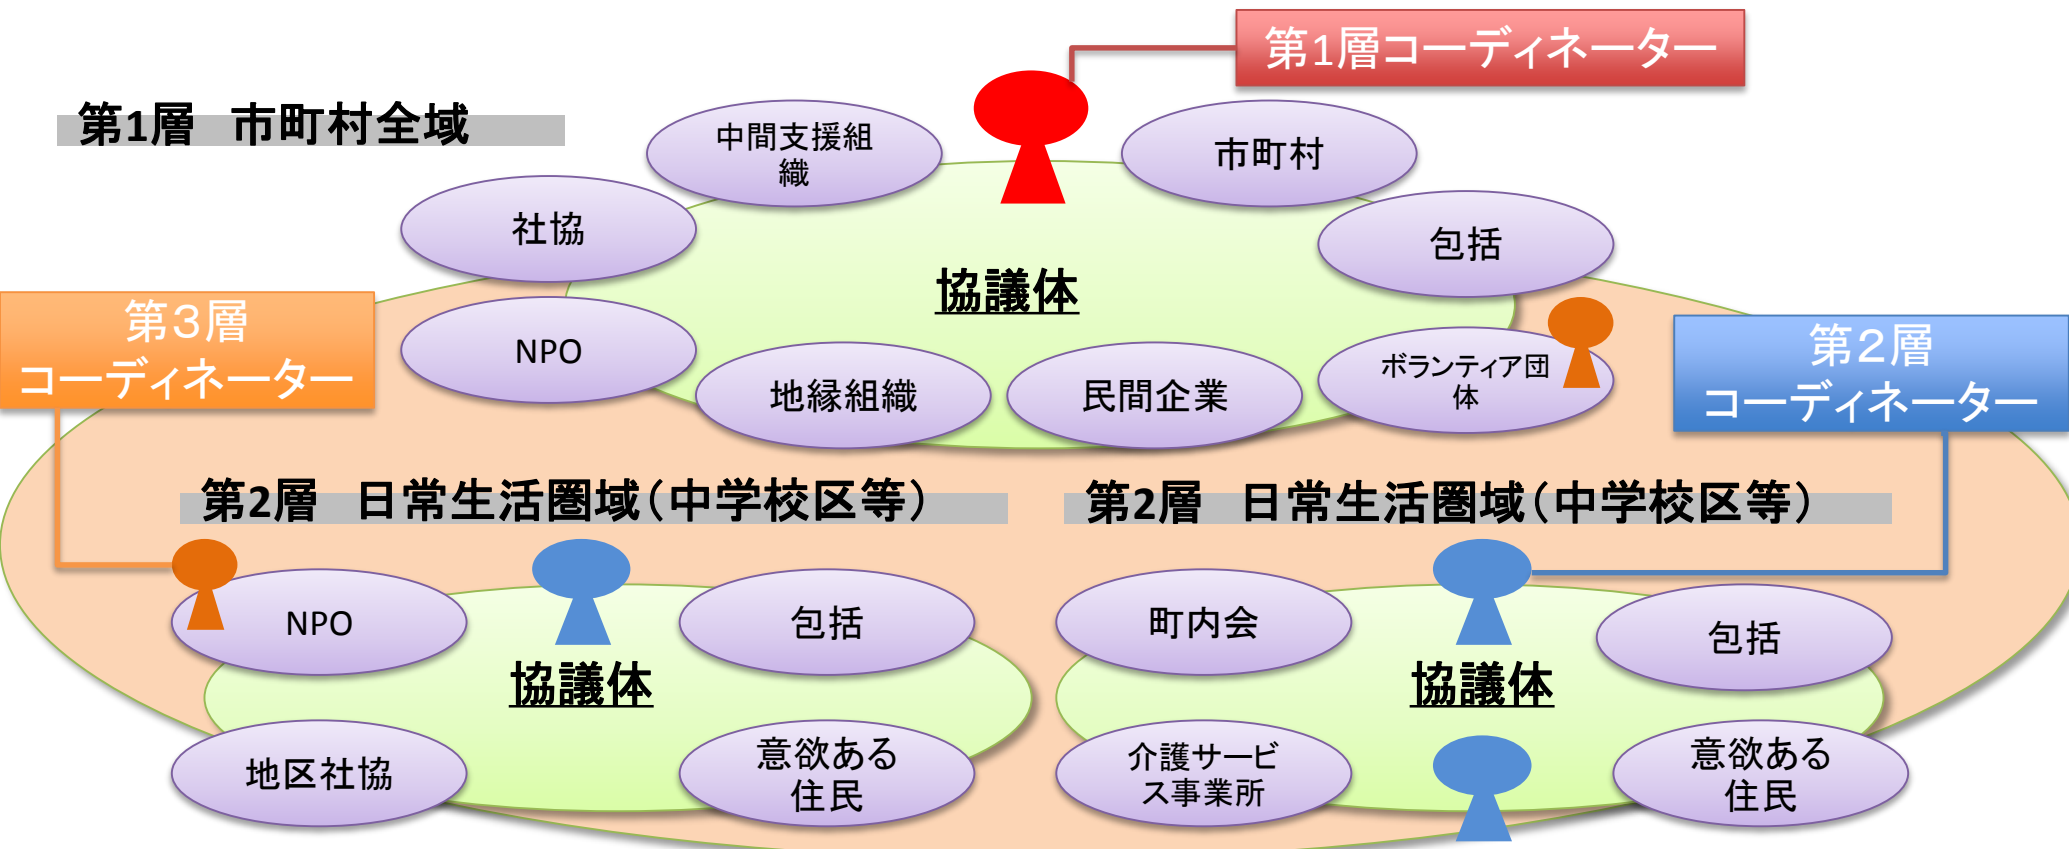 第1層コーディネーター
第1層　市町村全域
中間支援組
織
市町村
社協
包括
協議体
第３層
コーディネーター
NPO
ボランティア団
体
第２層
コーディネーター
地縁組織
民間企業
第2層　日常生活圏域（中学校区等）
第2層　日常生活圏域（中学校区等）
NPO
包括
協議体
地区社協
意欲ある
住民
町内会
包括
協議体
介護サービ
ス事業所
意欲ある
住民